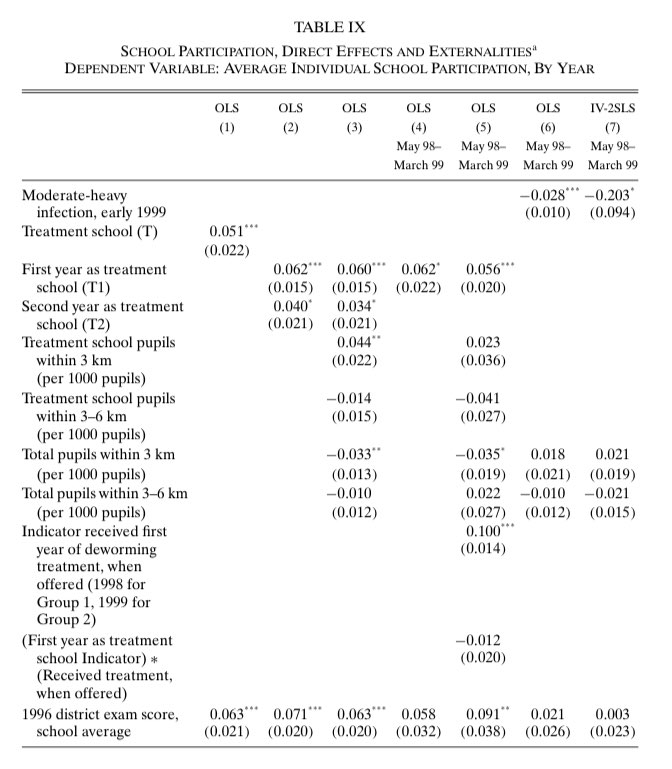 TABLE IX
SCHOOL PARTICIPATION, DIRECT EFFECTS AND EXTERNALITIESᵃ
DEPENDENT VARIABLE: AVERAGE INDIVIDUAL SCHOOL PARTICIPATION, BY YEAR
OLS OLS OLS OLS OLS OLS IV-2SLS
(1) (2) (3) (4) (5) (6) (7)
May 98– May 98– May 98– May 98–
March 99 March 99 March 99 March 99
Moderate-heavy −0.028*** −0.203*
infection, early 1999 (0.010) (0.094)
Treatment school (T) 0.051***
(0.022)
First year as treatment 0.062*** 0.060*** 0.062* 0.056***
school (T1) (0.015) (0.015) (0.022) (0.020)
Second year as treatment 0.040* 0.034*
school (T2) (0.021) (0.021)
Treatment school pupils 0.044** 0.023
within 3 km (0.022) (0.036)
(per 1000 pupils)
Treatment school pupils −0.014 −0.041
within 3–6 km (0.015) (0.027)
(per 1000 pupils)
Total pupils within 3 km −0.033** −0.035* 0.018 0.021
(per 1000 pupils) (0.013) (0.019) (0.021) (0.019)
Total pupils within 3–6 km −0.010 0.022 −0.010 −0.021
(per 1000 pupils) (0.012) (0.027) (0.012) (0.015)
Indicator received first 0.100***
year of deworming (0.014)
treatment, when
offered (1998 for
Group 1, 1999 for
Group 2)
(First year as treatment −0.012
school Indicator) ∗ (0.020)
(Received treatment,
when offered)
1996 district exam score, 0.063*** 0.071*** 0.063*** 0.058 0.091** 0.021 0.003
school average (0.021) (0.020) (0.020) (0.032) (0.038) (0.026) (0.023)